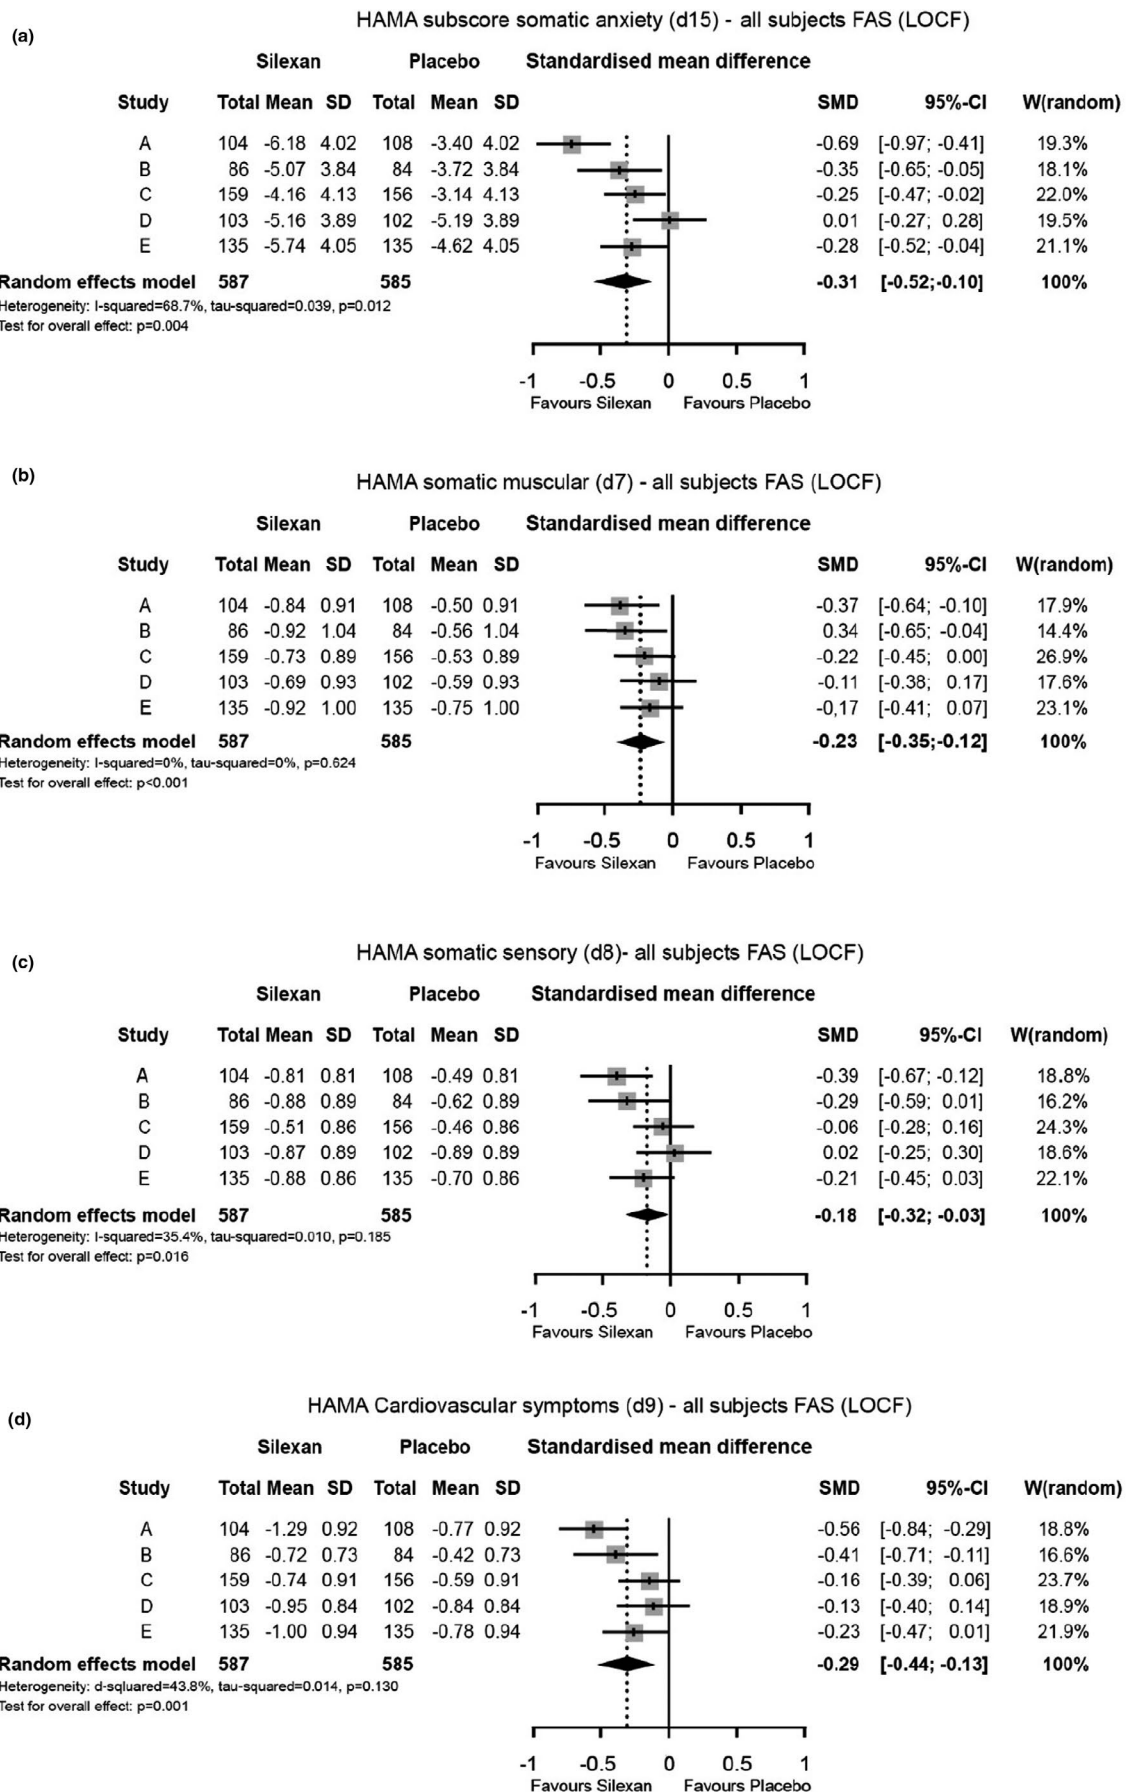 (a)
HAMA subscore somatic anxiety (d15) - all subjects FAS (LOCF)
Silexan Placebo Standardised mean difference
Study Total Mean SD Total Mean SD SMD 95%-CI W(random)
A 104 -6.18 4.02 108 -3.40 4.02 -0.69 [-0.97; -0.41] 19.3%
B 86 -5.07 3.84 84 -3.72 3.84 -0.35 [-0.65; -0.05] 18.1%
C 159 -4.16 4.13 156 -3.14 4.13 -0.25 [-0.47; -0.02] 22.0%
D 103 -5.16 3.89 102 -5.19 3.89 0.01 [-0.27; 0.28] 19.5%
E 135 -5.74 4.05 135 -4.62 4.05 -0.28 [-0.52; -0.04] 21.1%
Random effects model 587 585 -0.31 [-0.52;-0.10] 100%
Heterogeneity: I-squared=68.7%, tau-squared=0.039, p=0.012
Test for overall effect: p=0.004
-1 -0.5 0 0.5 1
Favours Silexan Favours Placebo
(b)
HAMA somatic muscular (d7) - all subjects FAS (LOCF)
Silexan Placebo Standardised mean difference
Study Total Mean SD Total Mean SD SMD 95%-CI W(random)
A 104 -0.84 0.91 108 -0.50 0.91 -0.37 [-0.64; -0.10] 17.9%
B 86 -0.92 1.04 84 -0.56 1.04 0.34 [-0.65; -0.04] 14.4%
C 159 -0.73 0.89 156 -0.53 0.89 -0.22 [-0.45; 0.00] 26.9%
D 103 -0.69 0.93 102 -0.59 0.93 -0.11 [-0.38; 0.17] 17.6%
E 135 -0.92 1.00 135 -0.75 1.00 -0,17 [-0.41; 0.07] 23.1%
Random effects model 587 585 -0.23 [-0.35;-0.12] 100%
Heterogeneity: I-squared=0%, tau-squared=0%, p=0.624
Test for overall effect: p<0.001
-1 -0.5 0 0.5 1
Favours Silexan Favours Placebo
(c)
HAMA somatic sensory (d8)- all subjects FAS (LOCF)
Silexan Placebo Standardised mean difference
Study Total Mean SD Total Mean SD SMD 95%-CI W(random)
A 104 -0.81 0.81 108 -0.49 0.81 -0.39 [-0.67; -0.12] 18.8%
B 86 -0.88 0.89 84 -0.62 0.89 -0.29 [-0.59; 0.01] 16.2%
C 159 -0.51 0.86 156 -0.46 0.86 -0.06 [-0.28; 0.16] 24.3%
D 103 -0.87 0.89 102 -0.89 0.89 0.02 [-0.25; 0.30] 18.6%
E 135 -0.88 0.86 135 -0.70 0.86 -0.21 [-0.45; 0.03] 22.1%
Random effects model 587 585 -0.18 [-0.32; -0.03] 100%
Heterogeneity: I-squared=35.4%, tau-squared=0.010, p=0.185
Test for overall effect: p=0.016
-1 -0.5 0 0.5 1
Favours Silexan Favours Placebo
(d)
HAMA Cardiovascular symptoms (d9) - all subjects FAS (LOCF)
Silexan Placebo Standardised mean difference
Study Total Mean SD Total Mean SD SMD 95%-CI W(random)
A 104 -1.29 0.92 108 -0.77 0.92 -0.56 [-0.84; -0.29] 18.8%
B 86 -0.72 0.73 84 -0.42 0.73 -0.41 [-0.71; -0.11] 16.6%
C 159 -0.74 0.91 156 -0.59 0.91 -0.16 [-0.39; 0.06] 23.7%
D 103 -0.95 0.84 102 -0.84 0.84 -0.13 [-0.40; 0.14] 18.9%
E 135 -1.00 0.94 135 -0.78 0.94 -0.23 [-0.47; 0.01] 21.9%
Random effects model 587 585 -0.29 [-0.44; -0.13] 100%
Heterogeneity: d-sqluared=43.8%, tau-squared=0.014, p=0.130
Test for overall effect: p=0.001
-1 -0.5 0 0.5 1
Favours Silexan Favours Placebo